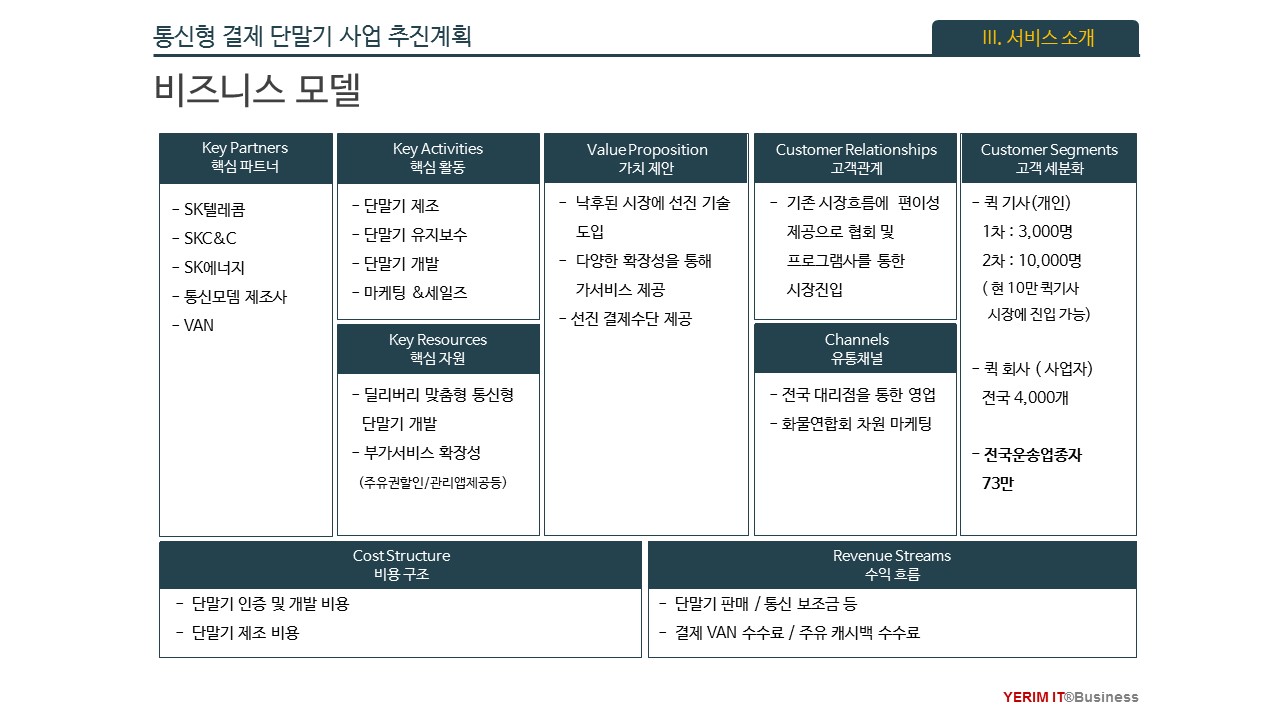 통신형 결제 단말기 사업 추진계획
III. 서비스 소개
비즈니스 모델
Key Partners
핵심 파트너
- SK텔레콤
- SKC&C
- SK에너지
- 통신모뎀 제조사
- VAN
Key Activities
핵심 활동
- 단말기 제조
- 단말기 유지보수
- 단말기 개발
- 마케팅 &세일즈
Key Resources
핵심 자원
- 딜리버리 맞춤형 통신형
단말기 개발
- 부가서비스 확장성
(주유권할인/관리앱제공등)
Value Proposition
가치 제안
- 낙후된 시장에 선진 기술
도입
- 다양한 확장성을 통해
가서비스 제공
- 선진 결제수단 제공
Customer Relationships
고객관계
- 기존 시장흐름에 편이성
제공으로 협회 및
프로그램사를 통한
시장진입
Channels
유통채널
- 전국 대리점을 통한 영업
- 화물연합회 차원 마케팅
Customer Segments
고객 세분화
- 퀵 기사(개인)
1차 : 3,000명
2차 : 10,000명
( 현 10만 퀵기사
시장에 진입 가능)
- 퀵 회사 ( 사업자)
전국 4,000개
- 전국운송업종자
73만
Cost Structure
비용 구조
- 단말기 인증 및 개발 비용
- 단말기 제조 비용
Revenue Streams
수익 흐름
- 단말기 판매 / 통신 보조금 등
- 결제 VAN 수수료 / 주유 캐시백 수수료
YERIM IT®Business